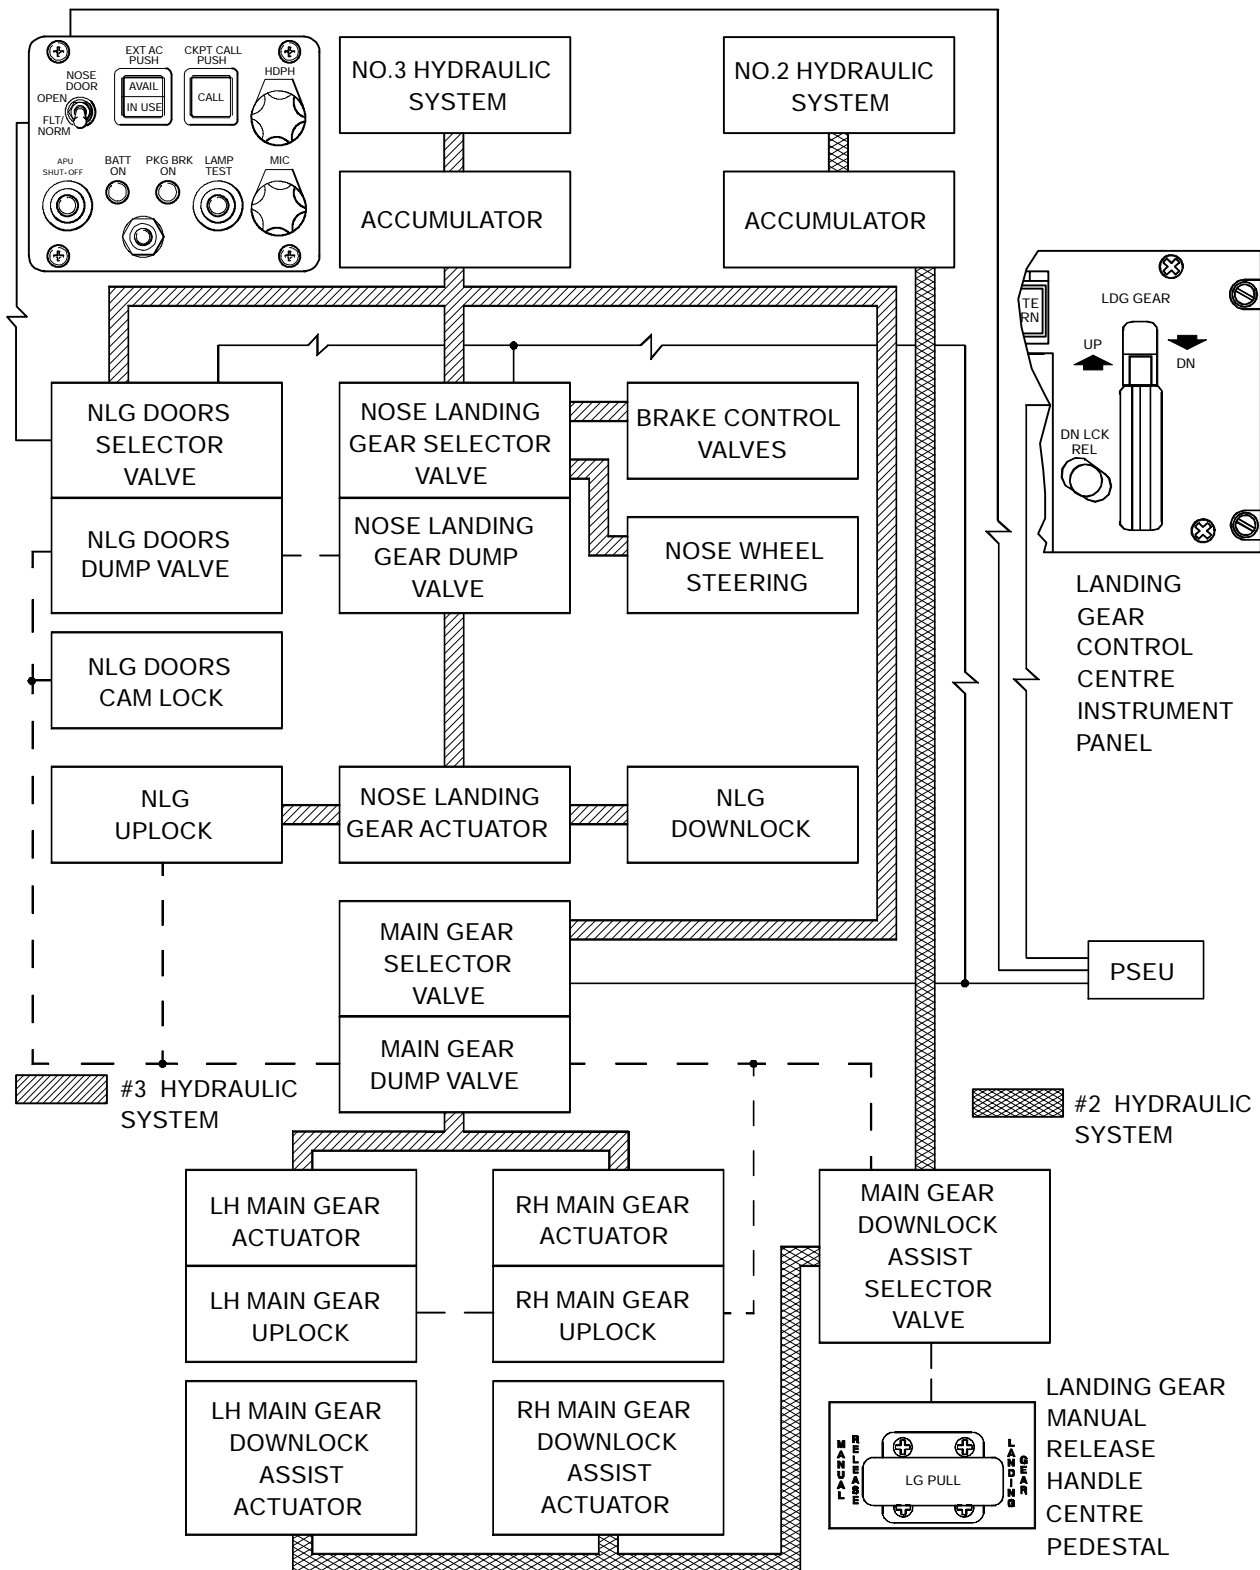 EXT AC
PUSH
CKPT CALL
PUSH
NOSE
DOOR
HDPH
OPEN
AVAIL
IN USE
CALL
FLT/
NORM
APU
SHUT-OFF
BATT
ON
PKG BRK
ON
LAMP
TEST
MIC
NO.3 HYDRAULIC
SYSTEM
NO.2 HYDRAULIC
SYSTEM
ACCUMULATOR
ACCUMULATOR
TE
RN
LDG GEAR
UP
DN
DN LCK
REL
LANDING
GEAR
CONTROL
CENTRE
INSTRUMENT
PANEL
NLG DOORS
SELECTOR
VALVE
NOSE LANDING
GEAR SELECTOR
VALVE
BRAKE CONTROL
VALVES
NLG DOORS
DUMP VALVE
NOSE LANDING
GEAR DUMP
VALVE
NOSE WHEEL
STEERING
NLG DOORS
CAM LOCK
NLG
UPLOCK
NOSE LANDING
GEAR ACTUATOR
NLG
DOWNLOCK
MAIN GEAR
SELECTOR
VALVE
PSEU
MAIN GEAR
DUMP VALVE
#3 HYDRAULIC
SYSTEM
#2 HYDRAULIC
SYSTEM
LH MAIN GEAR
ACTUATOR
RH MAIN GEAR
ACTUATOR
MAIN GEAR
DOWNLOCK
ASSIST
SELECTOR
VALVE
LH MAIN GEAR
UPLOCK
RH MAIN GEAR
UPLOCK
LH MAIN GEAR
DOWNLOCK
ASSIST
ACTUATOR
RH MAIN GEAR
DOWNLOCK
ASSIST
ACTUATOR
MANUAL
RELEASE
LG PULL
LANDING
GEAR
LANDING GEAR
MANUAL
RELEASE
HANDLE
CENTRE
PEDESTAL